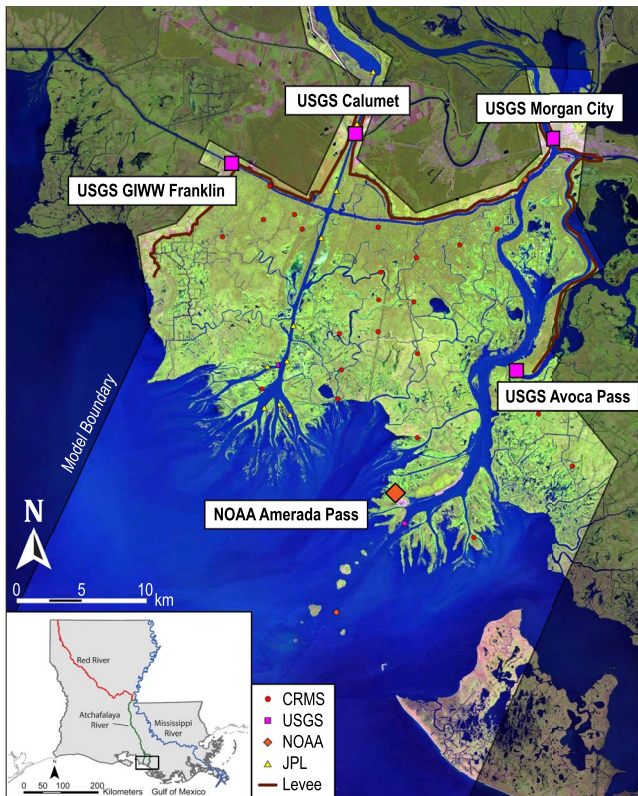 USGS Calumet
USGS Morgan City
USGS GIWW Franklin
USGS Avoca Pass
Model Boundary
NOAA Amerada Pass
N
0 5 10
km
Red River
Atchafalaya
River
Mississippi
River
N
0 50 100 200
Kilometers Gulf of Mexico
CRMS
USGS
NOAA
JPL
Levee